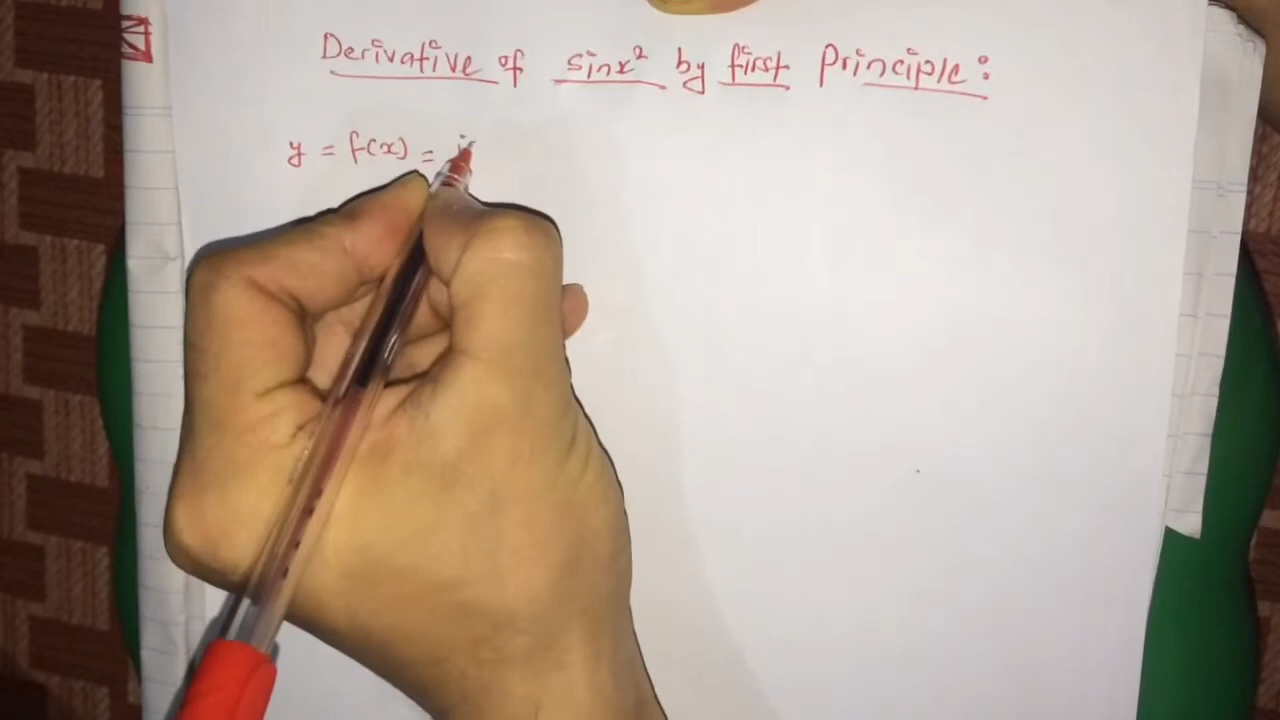 Derivative of sinx² by first Principle:
y = f(x) =